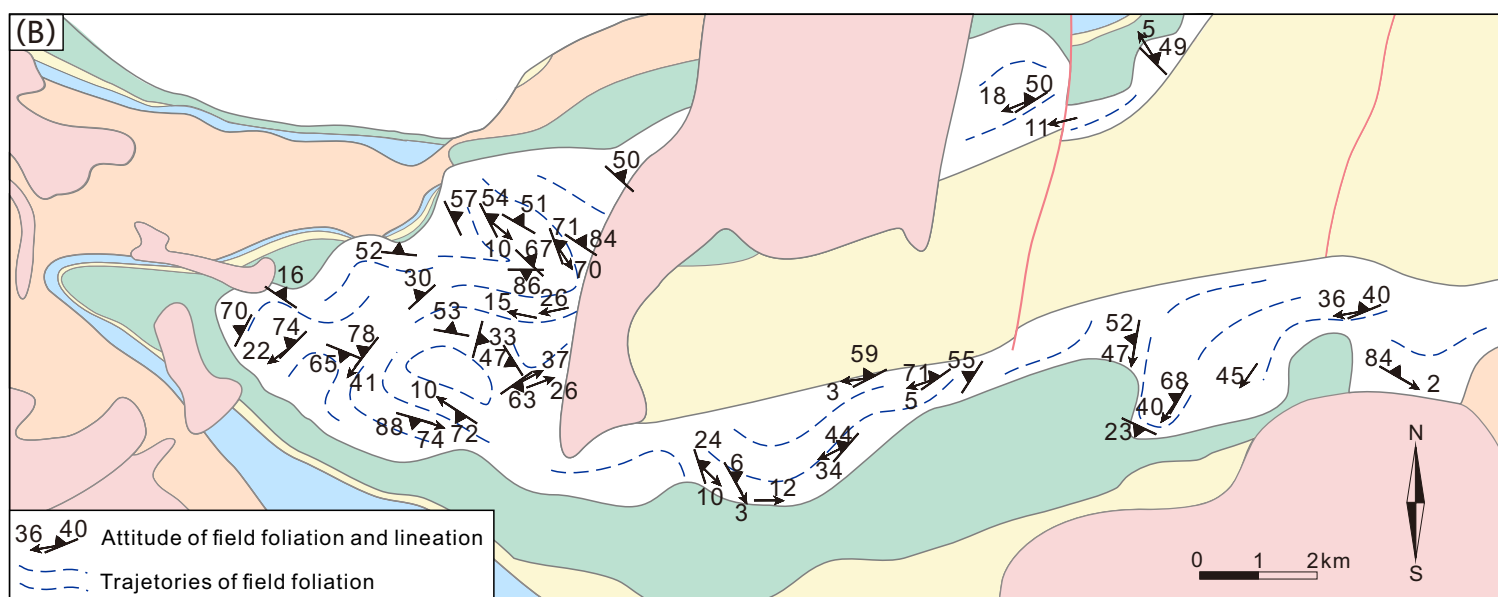 (B)
5
49
50
18
11
50
57 54 51
71 84
10 67
52 70
86
16 30
15 26
70 53
74 33
78 47 37
22 65
41 10 63 26
88 74 72
59 71 55
3 5
24 44
6 34
10 12
3
52
47
36 40
68 45 84
40 2
23
N
S
0 1 2km
36 40 Attitude of field foliation and lineation
Trajetories of field foliation